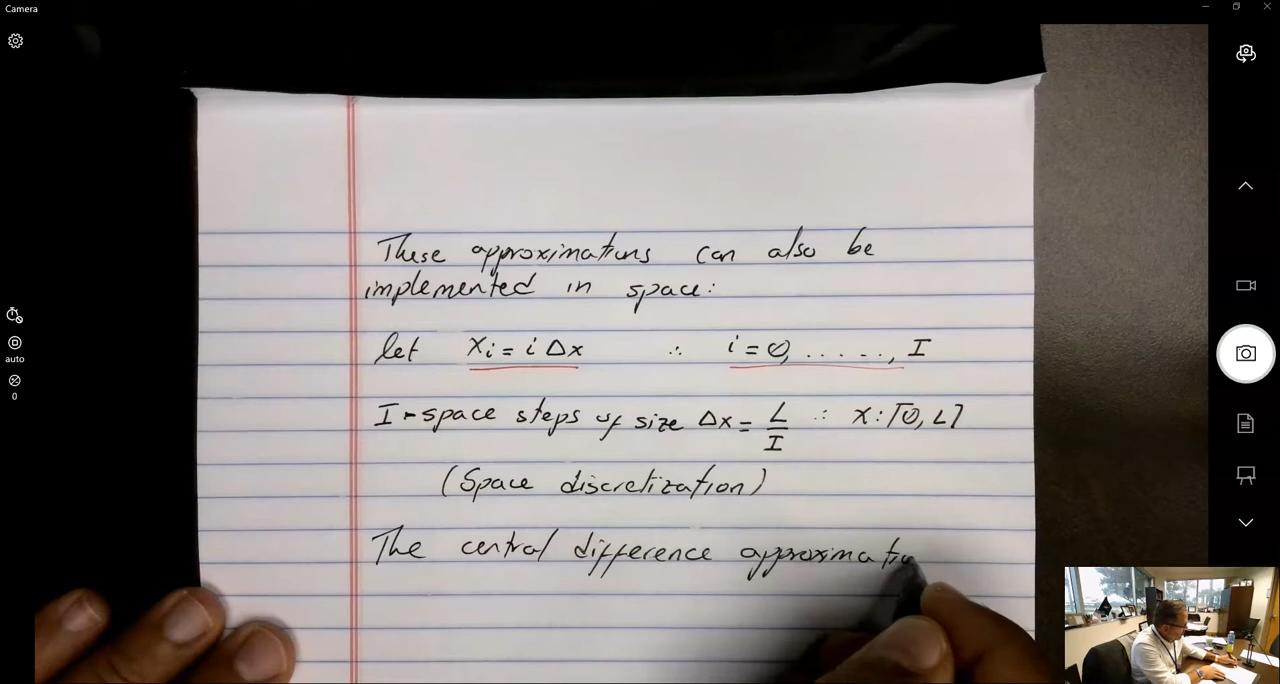 Camera
These approximations can also be
implemented in space:
let xi = i Δx ∴ i = 0, ......, I
I - space steps of size Δx = L/I ∴ x : [0, L]
(Space discretization)
The central difference approximatio
auto
0